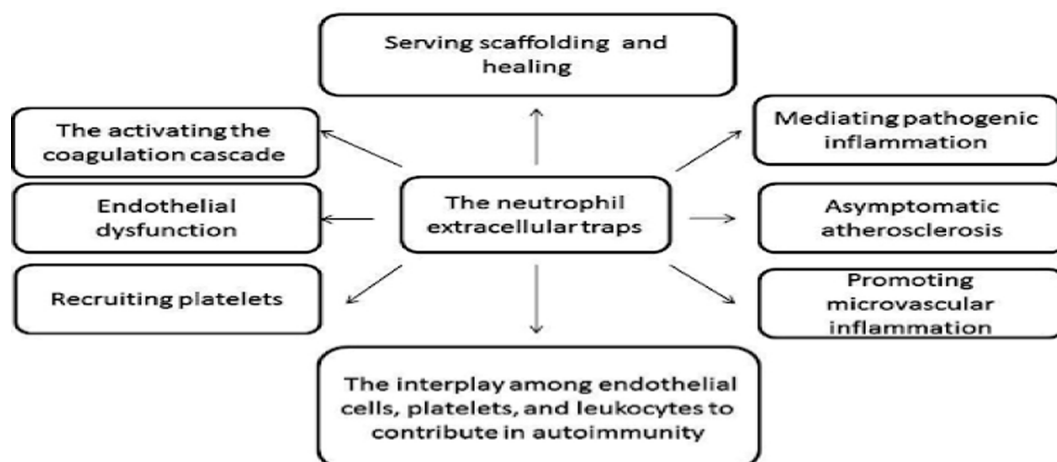 Serving scaffolding and
healing
The activating the
coagulation cascade
Mediating pathogenic
inflammation
Endothelial
dysfunction
The neutrophil
extracellular traps
Asymptomatic
atherosclerosis
Recruiting platelets
Promoting
microvascular
inflammation
The interplay among endothelial
cells, platelets, and leukocytes to
contribute in autoimmunity